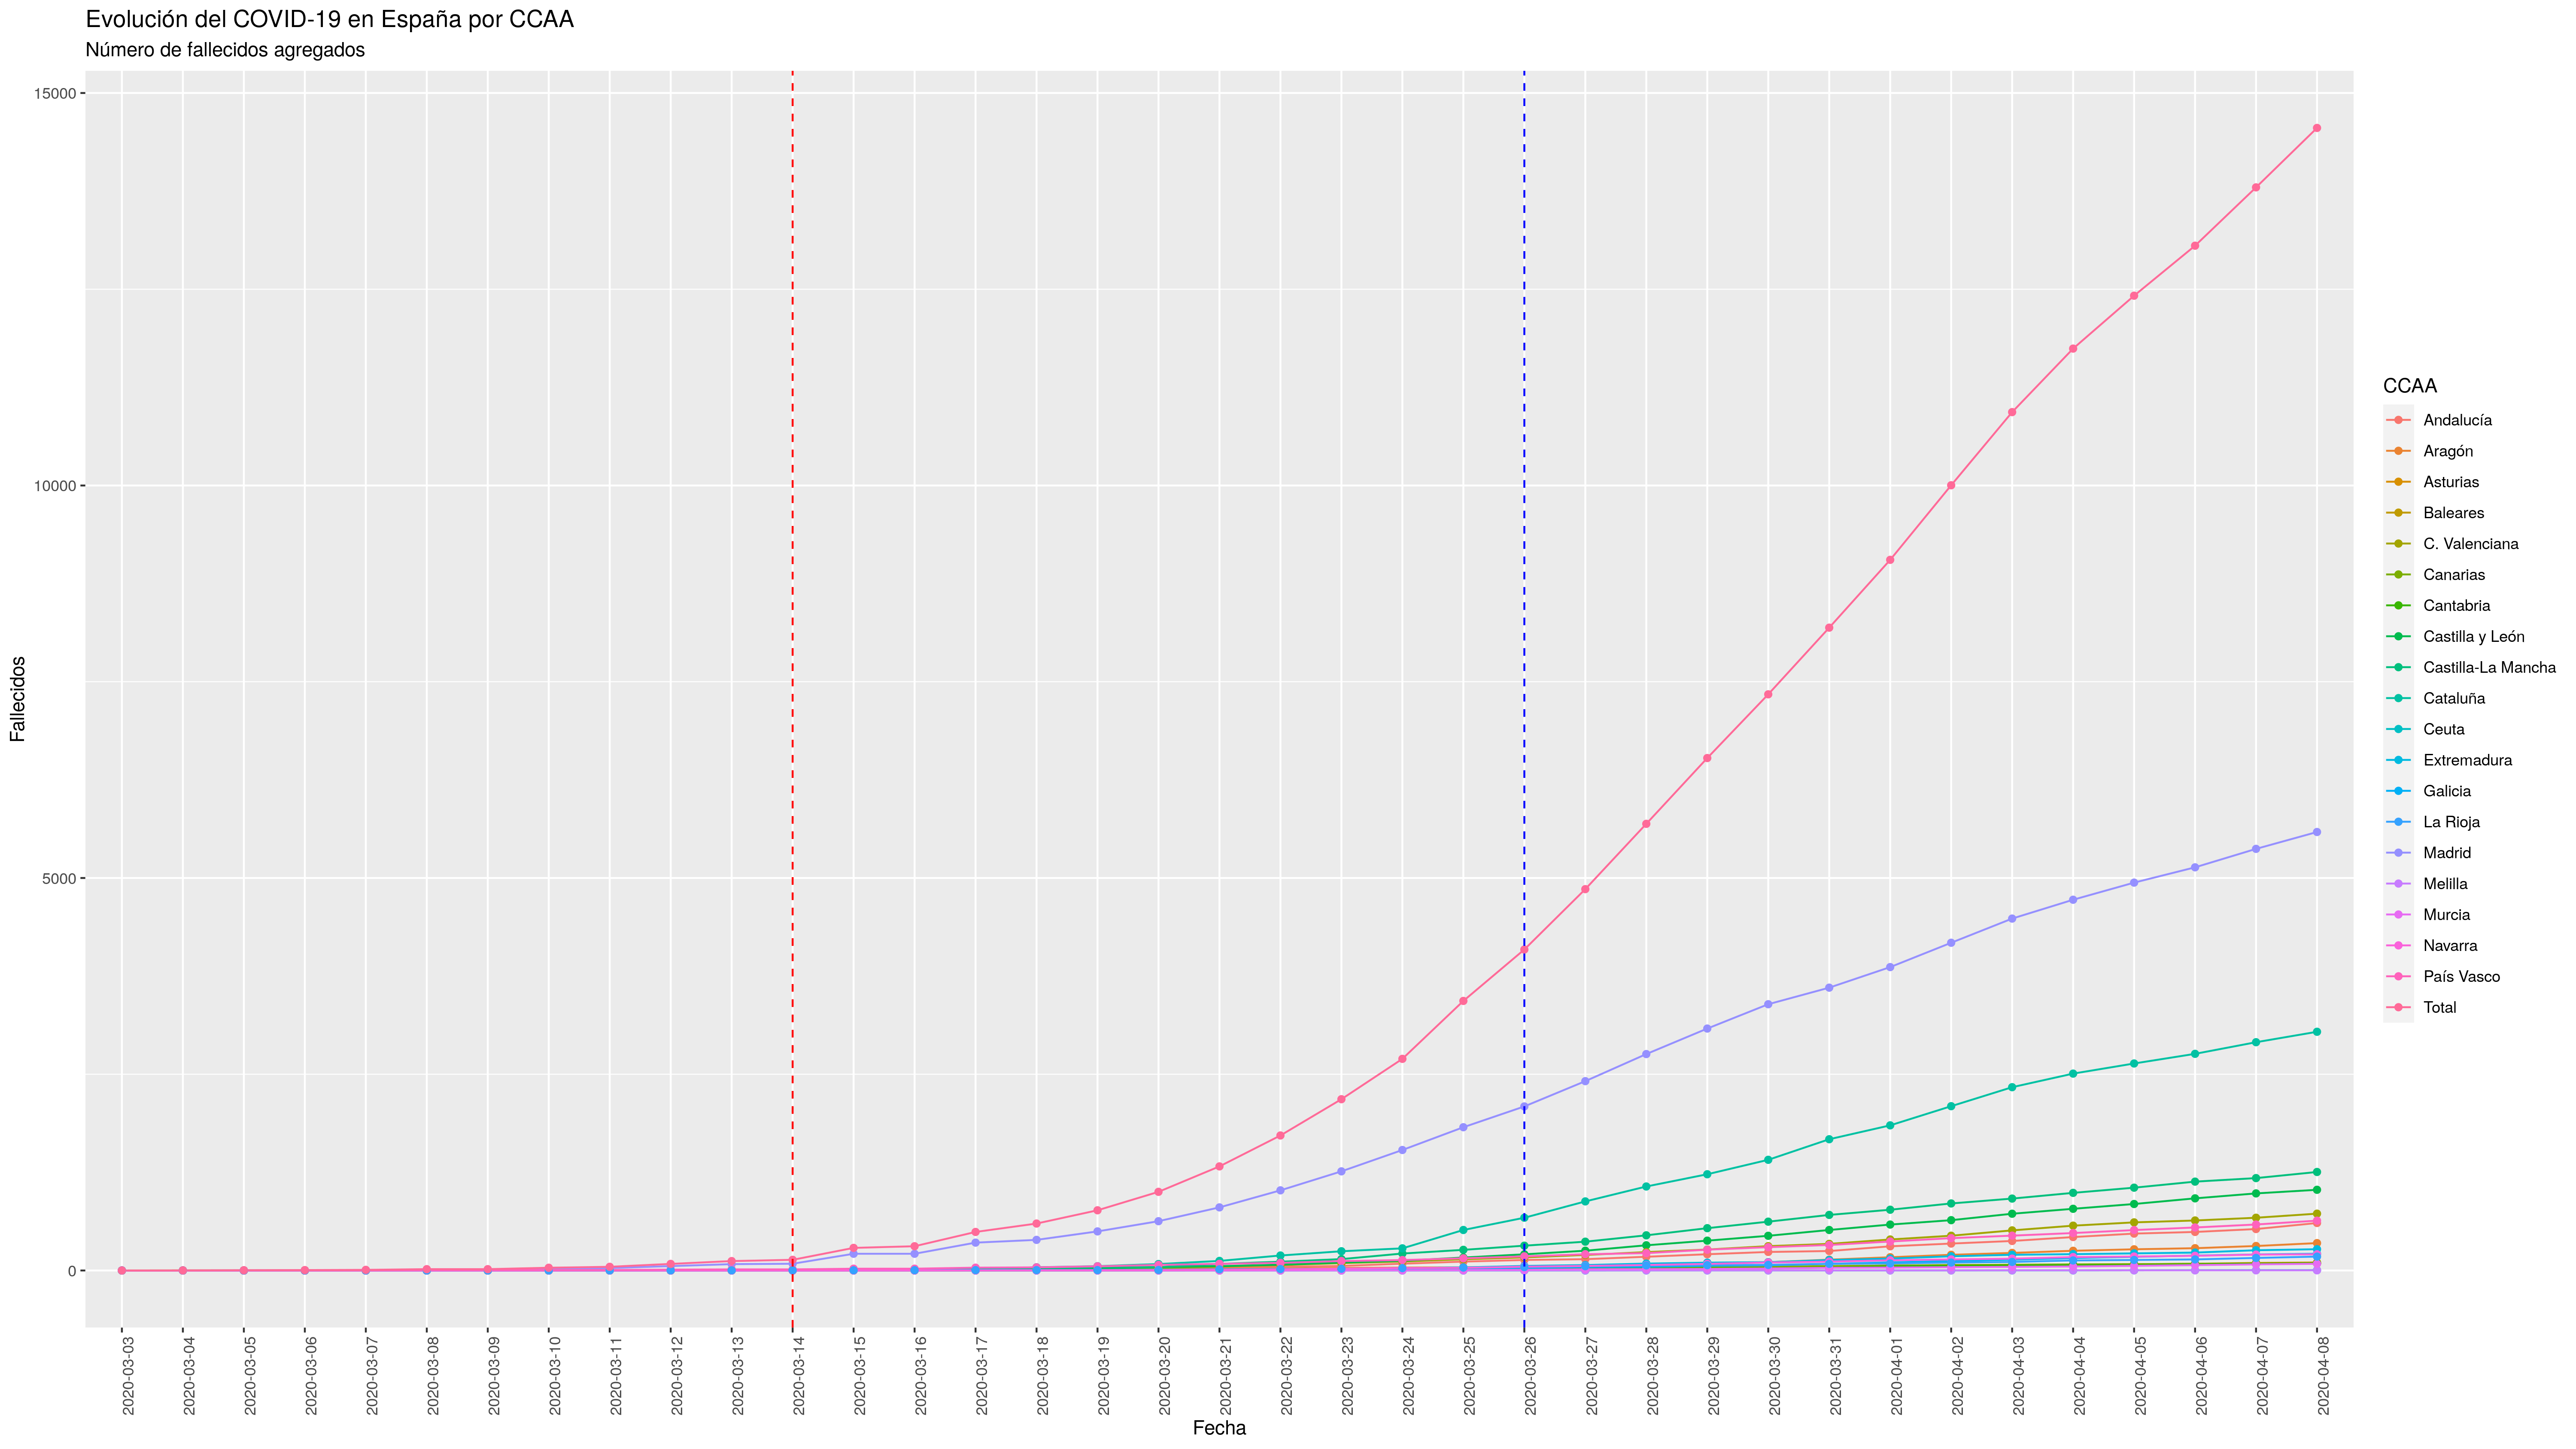 Evolución del COVID-19 en España por CCAA
Número de fallecidos agregados
15000
10000
5000
0
Fallecidos
2020-03-03
2020-03-04
2020-03-05
2020-03-06
2020-03-07
2020-03-08
2020-03-09
2020-03-10
2020-03-11
2020-03-12
2020-03-13
2020-03-14
2020-03-15
2020-03-16
2020-03-17
2020-03-18
2020-03-19
2020-03-20
2020-03-21
2020-03-22
2020-03-23
2020-03-24
2020-03-25
2020-03-26
2020-03-27
2020-03-28
2020-03-29
2020-03-30
2020-03-31
2020-04-01
2020-04-02
2020-04-03
2020-04-04
2020-04-05
2020-04-06
2020-04-07
2020-04-08
Fecha
CCAA
Andalucía
Aragón
Asturias
Baleares
C. Valenciana
Canarias
Cantabria
Castilla y León
Castilla-La Mancha
Cataluña
Ceuta
Extremadura
Galicia
La Rioja
Madrid
Melilla
Murcia
Navarra
País Vasco
Total